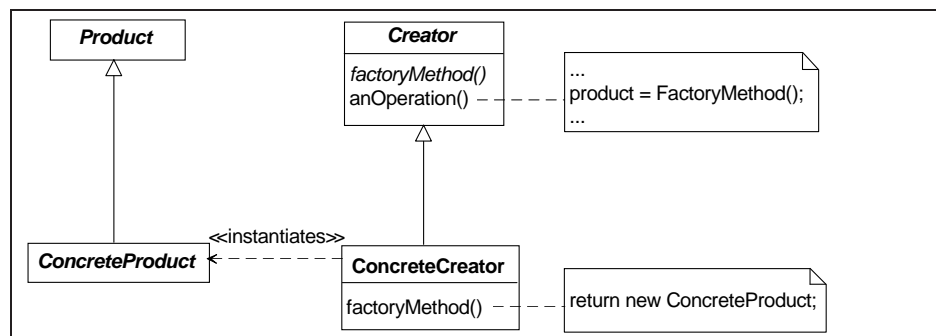 Product
Creator
factoryMethod()
anOperation()
...
product = FactoryMethod();
...
<<instantiates>>
ConcreteProduct
ConcreteCreator
factoryMethod()
return new ConcreteProduct;